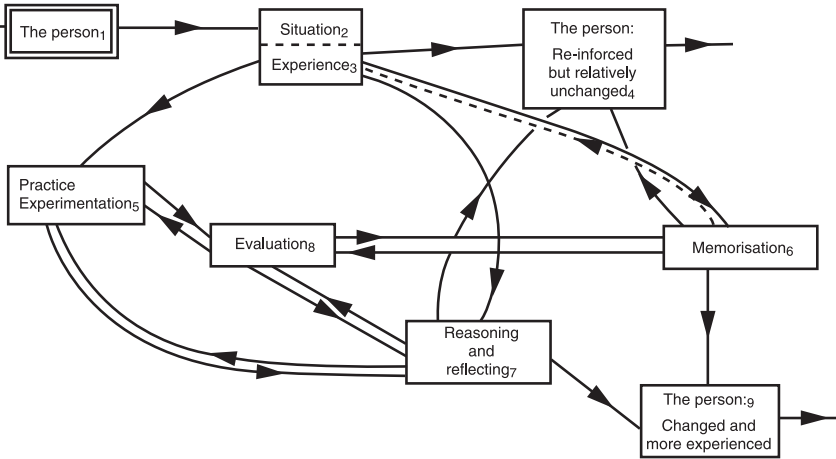 The person1
Situation2
Experience3
The person:
Re-inforced
but relatively
unchanged4
Practice
Experimentation5
Evaluation8
Memorisation6
Reasoning
and
reflecting7
The person:9
Changed and
more experienced